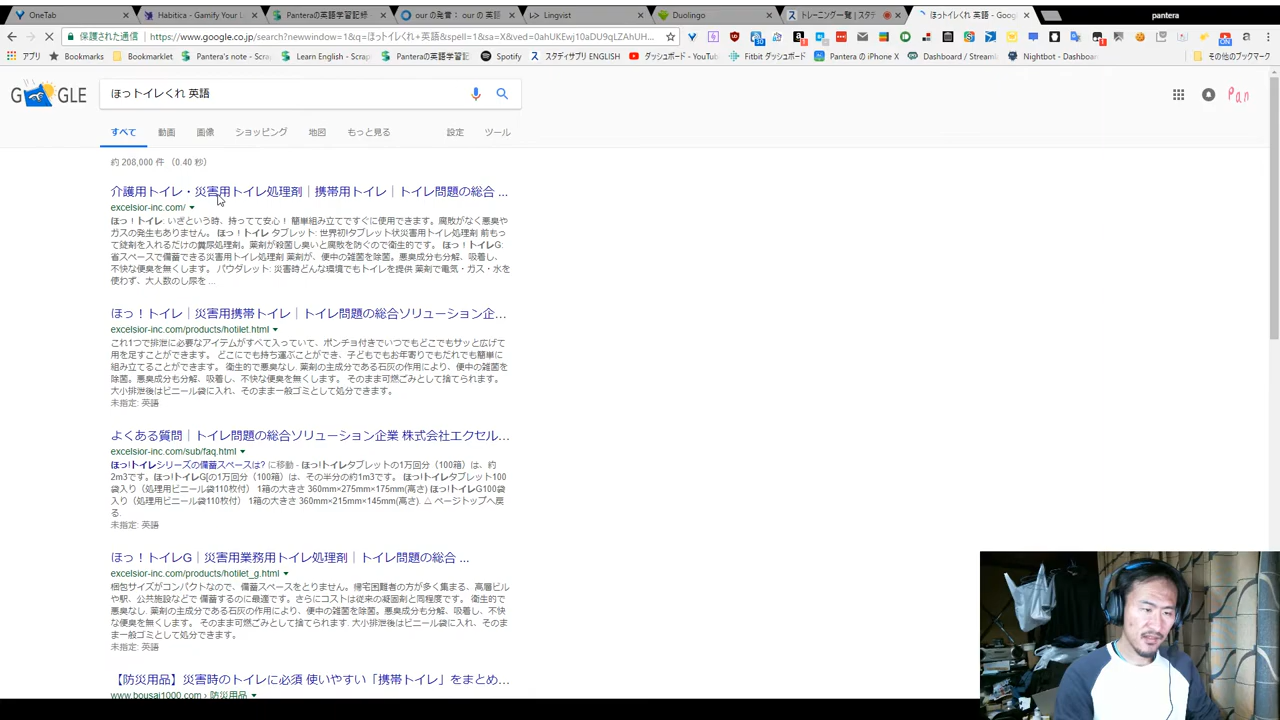 OneTab
Habitica - Gamify Your L
Panteraの英語学習記録
our の発音： our の 英語
Lingvist
Duolingo
トレーニング一覧 | スタデ
ほっトイレくれ 英語 - Goog
pantera
保護された通信
https://www.google.co.jp/search?newwindow=1&q=ほっトイレくれ+英語&spell=1&sa=X&ved=0ahUKEwj10aDU9qLZAhUH...
アプリ
Bookmarks
Bookmarklet
Pantera's note - Scrap
Learn English - Scrap
Panteraの英語学習記
Spotify
スタディサプリ ENGLISH
ダッシュボード - YouTub
Fitbit ダッシュボード
Pantera の iPhone X
Dashboard / Streamla
Nightbot - Dashboa
その他のブックマーク
GOOGLE
ほっトイレくれ 英語
Pan
すべて
動画
画像
ショッピング
地図
もっと見る
設定
ツール
約 208,000 件 （0.40 秒）
介護用トイレ・災害用トイレ処理剤｜携帯用トイレ｜トイレ問題の総合 ...
excelsior-inc.com/
ほっ！トイレ: いざという時、持ってて安心！ 簡単組み立てですぐに使用できます。腐敗がなく悪臭や
ガスの発生もありません。 ほっ！トイレ タブレット: 世界初!タブレット状災害用トイレ処理剤 前もっ
て錠剤を入れるだけの糞尿処理剤。薬剤が殺菌し臭いと腐敗を防ぐので衛生的です。 ほっ！トイレG:
省スペースで備蓄できる災害用トイレ処理剤 薬剤が、便中の雑菌を除菌。悪臭成分も分解、吸着し、
不快な便臭を無くします。 パウダレット: 災害時どんな環境でもトイレを提供 薬剤で電気・ガス・水を
使わず、大人数のし尿を ...
ほっ！トイレ｜災害用携帯トイレ｜トイレ問題の総合ソリューション企...
excelsior-inc.com/products/hotilet.html
これ1つで排泄に必要なアイテムがすべて入っていて、ポンチョ付きでいつでもどこでもサッと広げて
用を足すことができます。 どこにでも持ち運ぶことができ、子どもでもお年寄りでもだれでも簡単に
組み立てることができます。 衛生的で悪臭なし. 薬剤の主成分である石灰の作用により、便中の雑菌を
除菌。悪臭成分も分解、吸着し、不快な便臭を無くします。 そのまま可燃ごみとして捨てられます.
大小排泄後はビニール袋に入れ、そのまま一般ゴミとして処分できます。
未指定: 英語
よくある質問｜トイレ問題の総合ソリューション企業 株式会社エクセル...
excelsior-inc.com/sub/faq.html
ほっ!トイレシリーズの備蓄スペースは? に移動 - ほっ!トイレタブレットの1万回分（100箱）は、約
2m3です。ほっ!トイレG[の1万回分（100箱）は、その半分の約1m3です。 ほっ!トイレタブレット100
袋入り（処理用ビニール袋110枚付） 1箱の大きさ 360mm×275mm×175mm(高さ) ほっ!トイレG100袋
入り（処理用ビニール袋110枚付） 1箱の大きさ 360mm×215mm×145mm(高さ). △ ページトップへ戻
る.
未指定: 英語
ほっ！トイレG｜災害用業務用トイレ処理剤｜トイレ問題の総合 ...
excelsior-inc.com/products/hotilet_g.html
梱包サイズがコンパクトなので、備蓄スペースをとりません。帰宅困難者の方が多く集まる、高層ビル
や駅、公共施設などで 備蓄するのに最適です。さらにコストは従来の凝固剤と同程度です。 衛生的で
悪臭なし. 薬剤の主成分である石灰の作用により、便中の雑菌を除菌。悪臭成分も分解、吸着し、不快
な便臭を無くします。 そのまま可燃ごみとして捨てられます. 大小排泄後はビニール袋に入れ、そのま
ま一般ゴミとして処分できます。
未指定: 英語
【防災用品】災害時のトイレに必須 使いやすい「携帯トイレ」をまとめ...
www.bousai1000.com › 防災用品